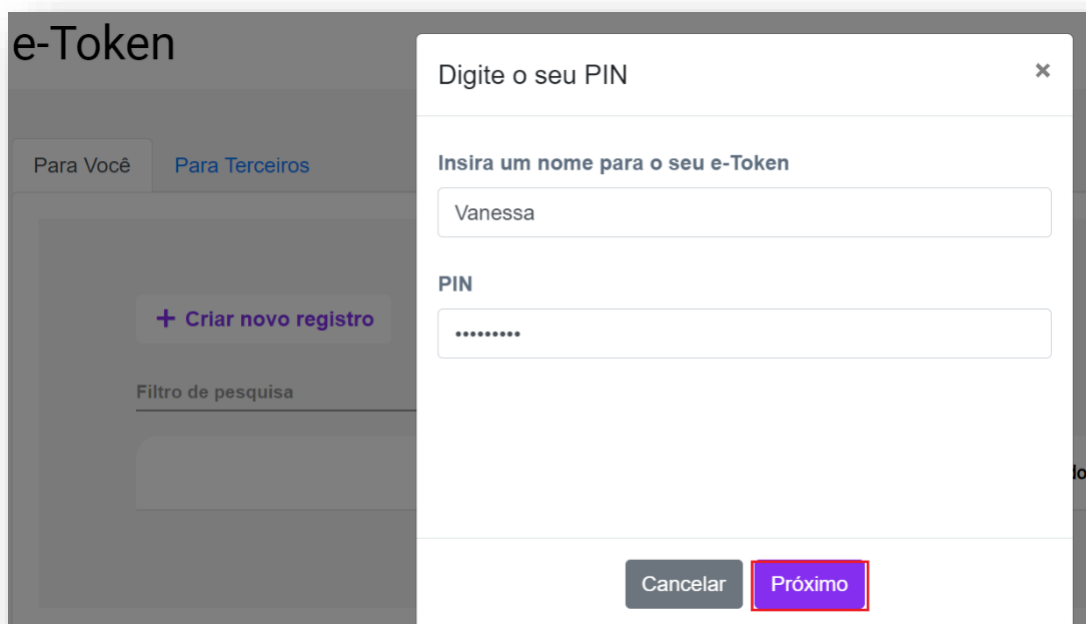 e-Token
Para Você
Para Terceiros
+ Criar novo registro
Filtro de pesquisa
Digite o seu PIN
×
Insira um nome para o seu e-Token
Vanessa
PIN
•••••••••
Cancelar
Próximo